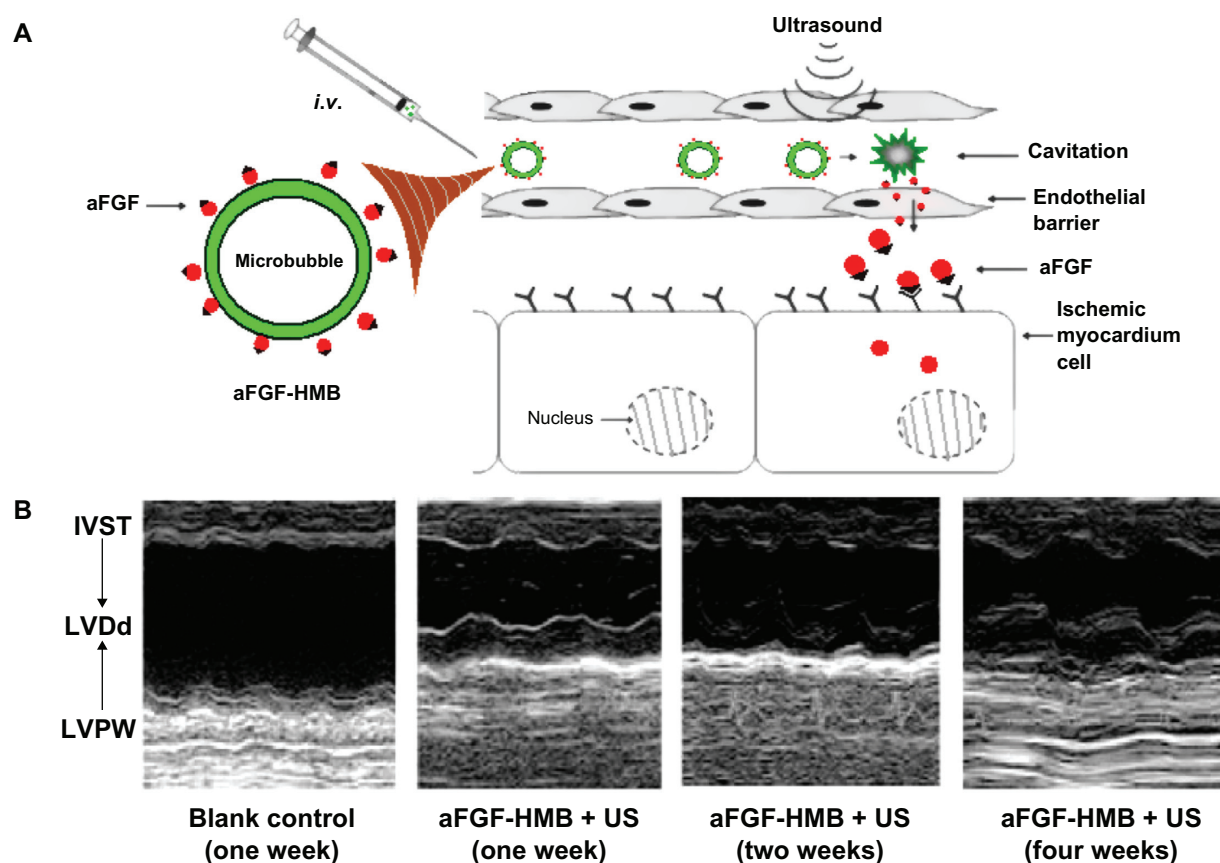 A
Ultrasound
i.v.
aFGF
Microbubble
aFGF-HMB
Cavitation
Endothelial
barrier
aFGF
Ischemic
myocardium
cell
Nucleus
B
IVST
LVDd
LVPW
Blank control
(one week)
aFGF-HMB + US
(one week)
aFGF-HMB + US
(two weeks)
aFGF-HMB + US
(four weeks)